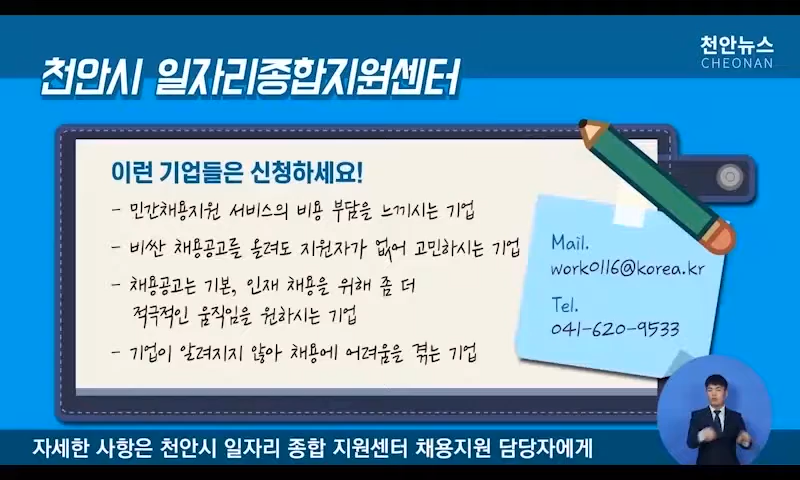 천안뉴스
CHEONAN
천안시 일자리종합지원센터
이런 기업들은 신청하세요!
- 민간채용지원 서비스의 비용 부담을 느끼시는 기업
- 비싼 채용공고를 올려도 지원자가 없어 고민하시는 기업
- 채용공고는 기본, 인재 채용을 위해 좀 더
적극적인 움직임을 원하시는 기업
- 기업이 알려지지 않아 채용에 어려움을 겪는 기업
Mail.
work0116@korea.kr
Tel.
041-620-9533
자세한 사항은 천안시 일자리 종합 지원센터 채용지원 담당자에게